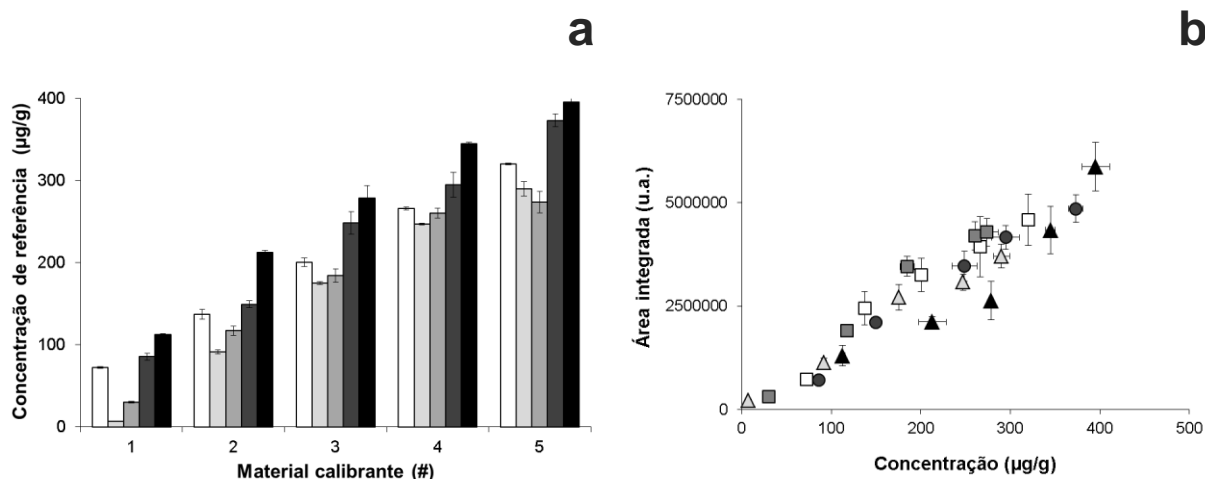 a
Concentração de referência (µg/g)
400
300
200
100
0
1 2 3 4 5
Material calibrante (#)
b
Área integrada (u.a.)
7500000
5000000
2500000
0
0 100 200 300 400 500
Concentração (µg/g)